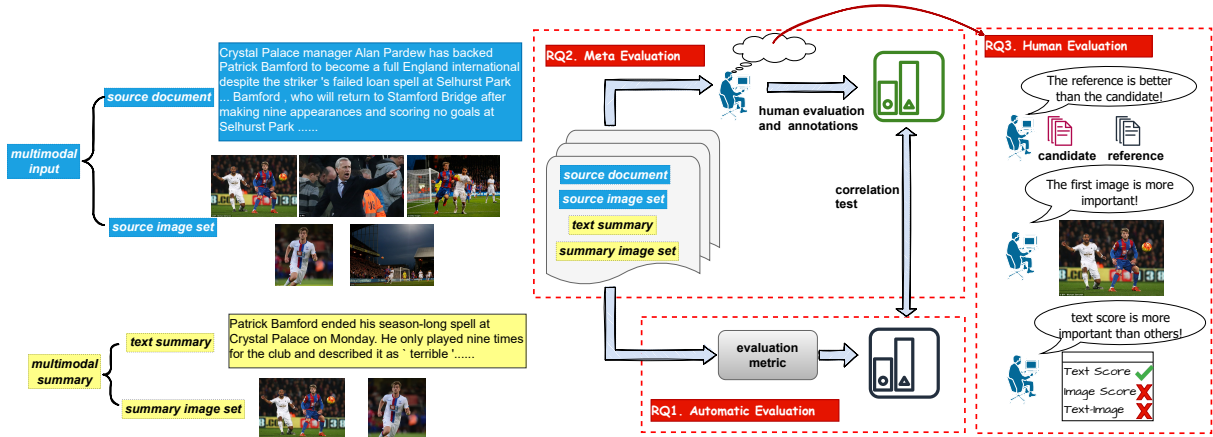 multimodal
input
source document
source image set
Crystal Palace manager Alan Pardew has backed
Patrick Bamford to become a full England international
despite the striker 's failed loan spell at Selhurst Park
... Bamford , who will return to Stamford Bridge after
making nine appearances and scoring no goals at
Selhurst Park ......
multimodal
summary
text summary
summary image set
Patrick Bamford ended his season-long spell at
Crystal Palace on Monday. He only played nine times
for the club and described it as ` terrible '......
RQ2. Meta Evaluation
human evaluation
and annotations
source document
source image set
text summary
summary image set
correlation
test
evaluation
metric
RQ1. Automatic Evaluation
RQ3. Human Evaluation
The reference is better
than the candidate!
candidate
reference
The first image is more
important!
text score is more
important than others!
Text Score
Image Score
Text-Image